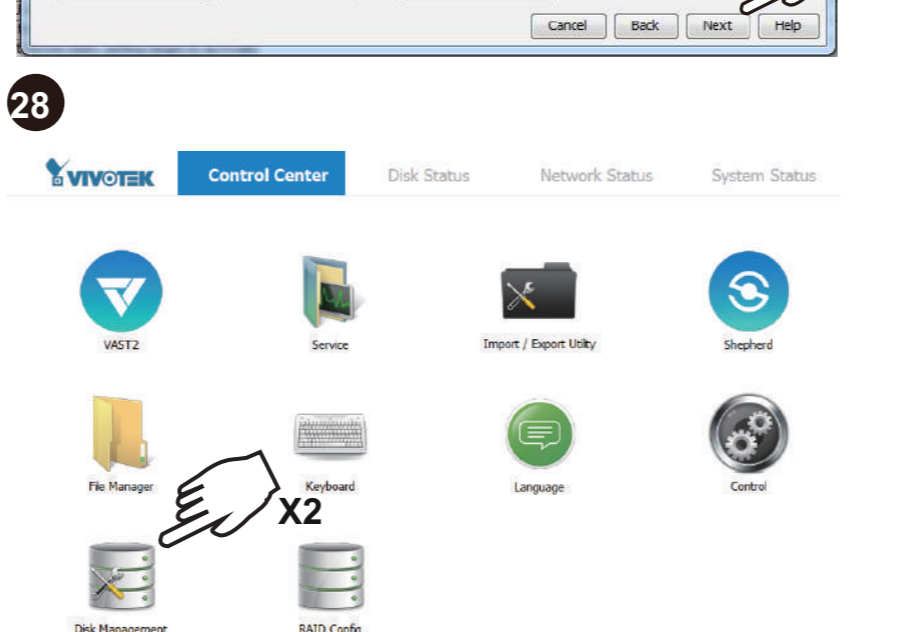 Cancel Back Next Help
28
VIVOTEK Control Center Disk Status Network Status System Status
VAST2 Service Import / Export Utility Shepherd
File Manager Keyboard Language Control
X2
Disk Management RAID Config